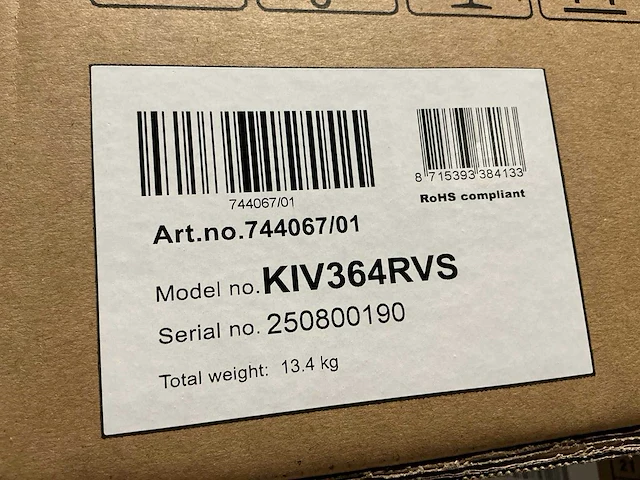 744067/01
8 715393 384133
RoHS compliant
Art.no.744067/01
Model no.KIV364RVS
Serial no. 250800190
Total weight: 13.4 kg